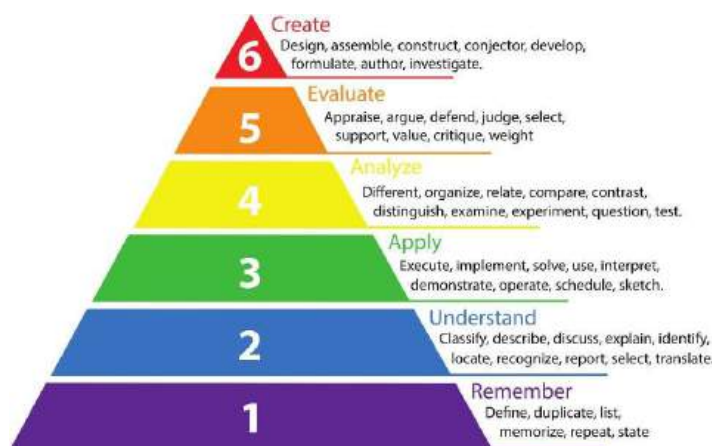 Create
6
Design, assemble, construct, conjector, develop,
formulate, author, investigate.
Evaluate
5
Appraise, argue, defend, judge, select,
support, value, critique, weight
Analyze
4
Different, organize, relate, compare, contrast,
distinguish, examine, experiment, question, test.
Apply
3
Execute, implement, solve, use, interpret,
demonstrate, operate, schedule, sketch.
Understand
2
Classify, describe, discuss, explain, identify,
locate, recognize, report, select, translate.
Remember
1
Define, duplicate, list,
memorize, repeat, state